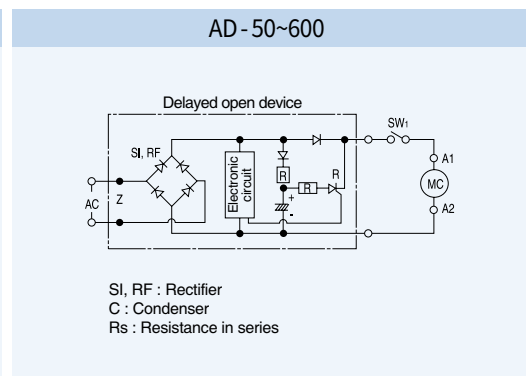 AD-50~600
Delayed open device
SW1
SI, RF
Electronic
circuit
R
R
R
A1
MC
A2
AC
Z
+
-
SI, RF : Rectifier
C : Condenser
Rs : Resistance in series